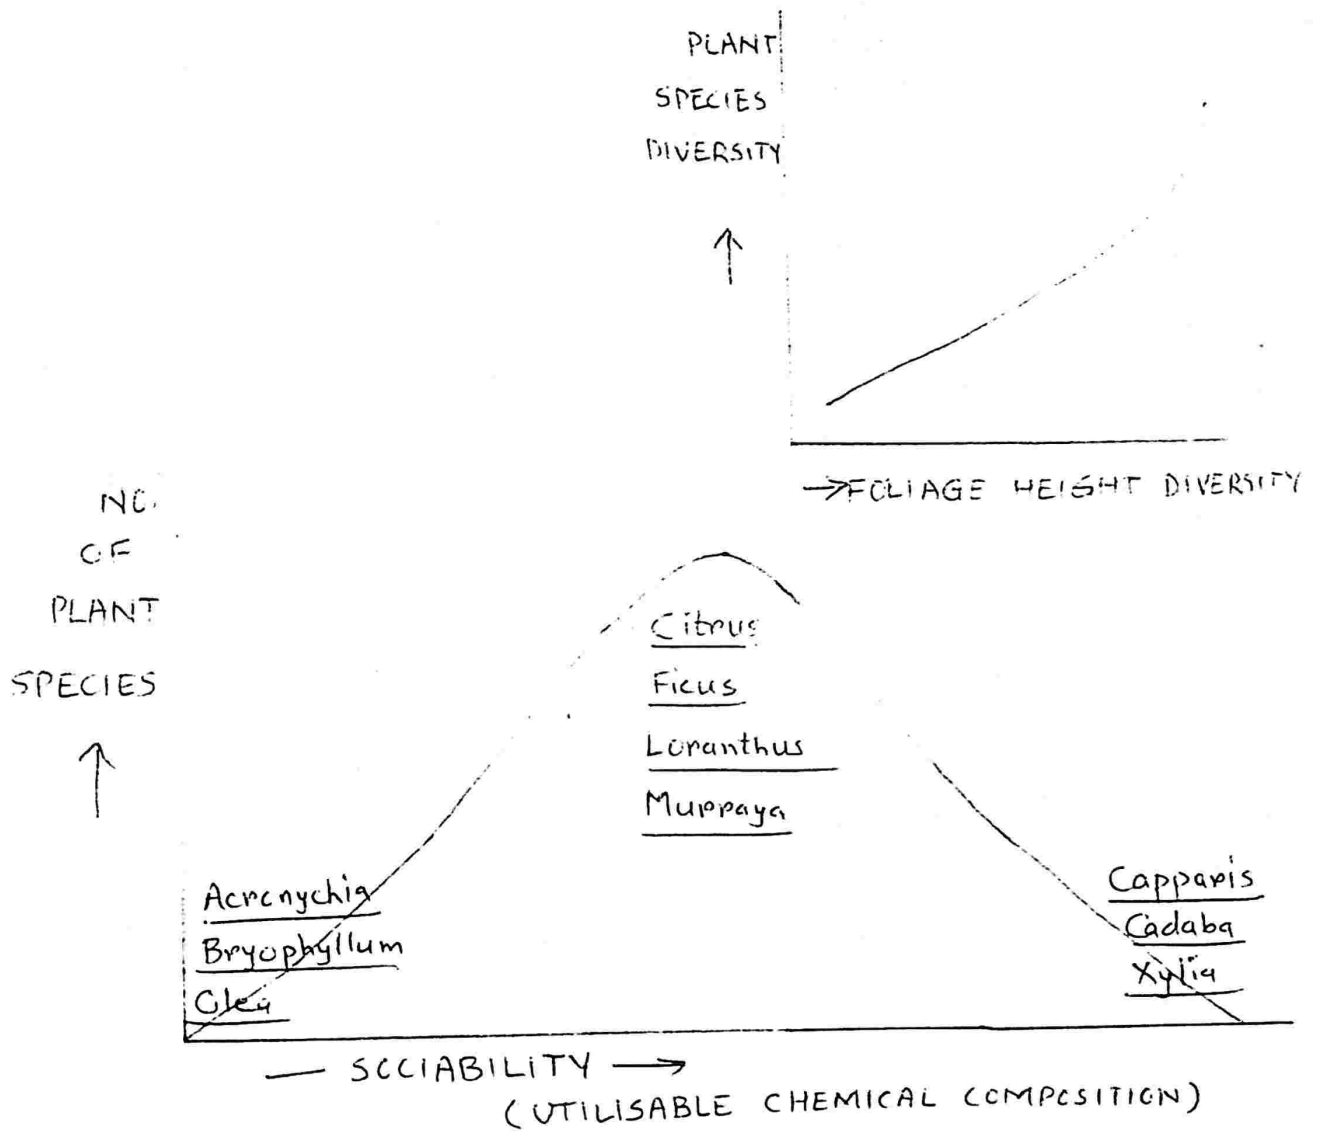 PLANT
SPECIES
DIVERSITY
→FOLIAGE HEIGHT DIVERSITY
NO.
OF
PLANT
SPECIES
Citrus
Ficus
Loranthus
Murraya
Acronychia
Bryophyllum
Olea
Capparis
Cadaba
Xylia
— SOCIABILITY →
(UTILISABLE CHEMICAL COMPOSITION)